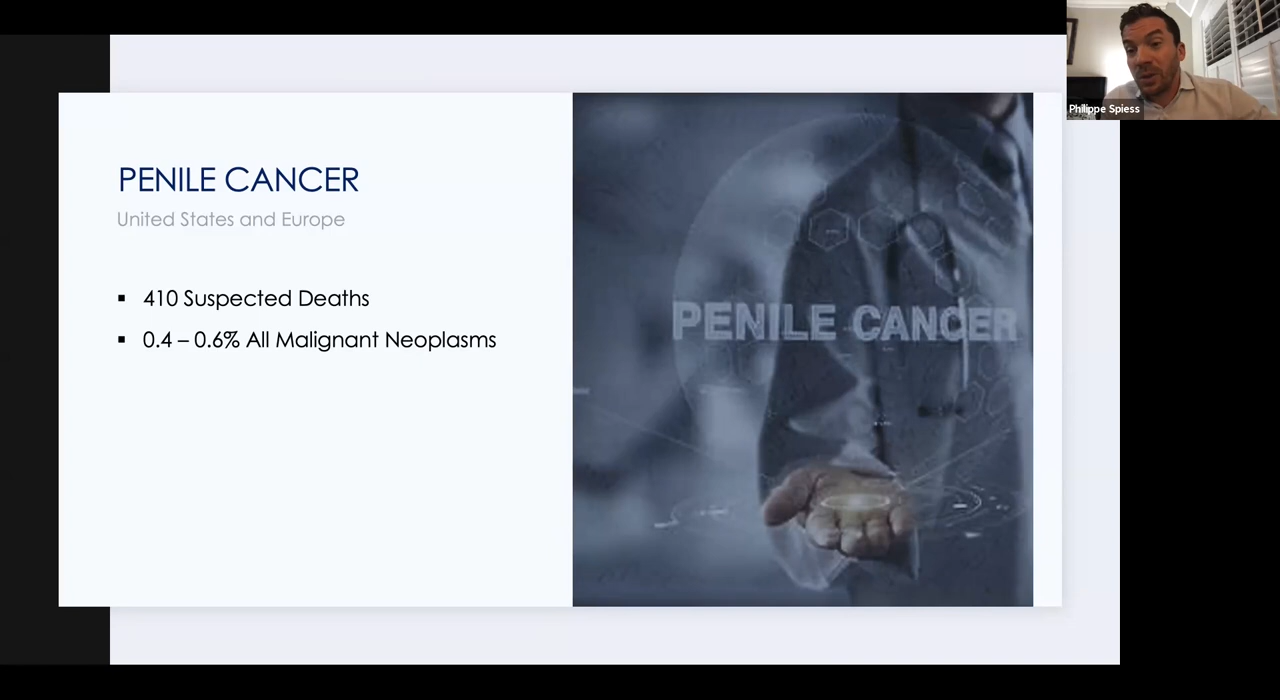 Philippe Spiess
PENILE CANCER
United States and Europe
▪ 410 Suspected Deaths
▪ 0.4 – 0.6% All Malignant Neoplasms
PENILE CANCER